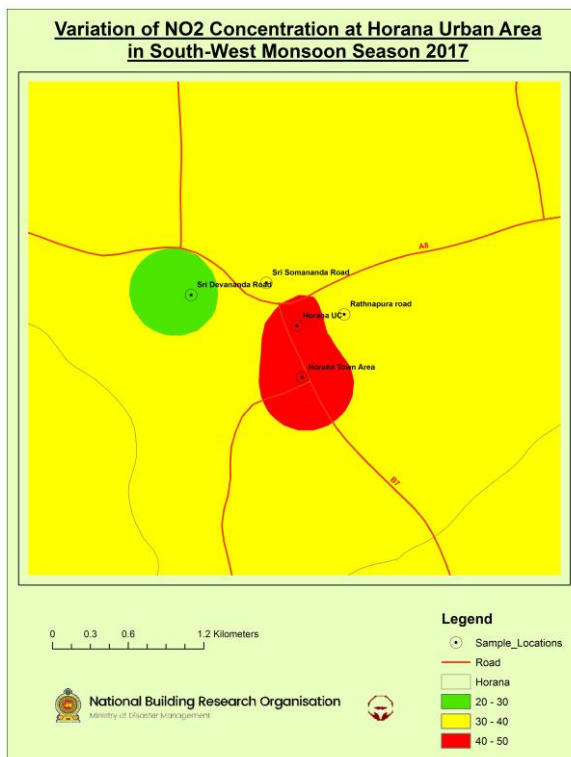 Variation of NO2 Concentration at Horana Urban Area
in South-West Monsoon Season 2017
A8
Sri Somananda Road
Sri Devananda Road
Rathnapura road
Horana UC
Horana Town Area
B7
0 0.3 0.6 1.2 Kilometers
Legend
Sample_Locations
Road
Horana
20 - 30
30 - 40
40 - 50
National Building Research Organisation
Ministry of Disaster Management